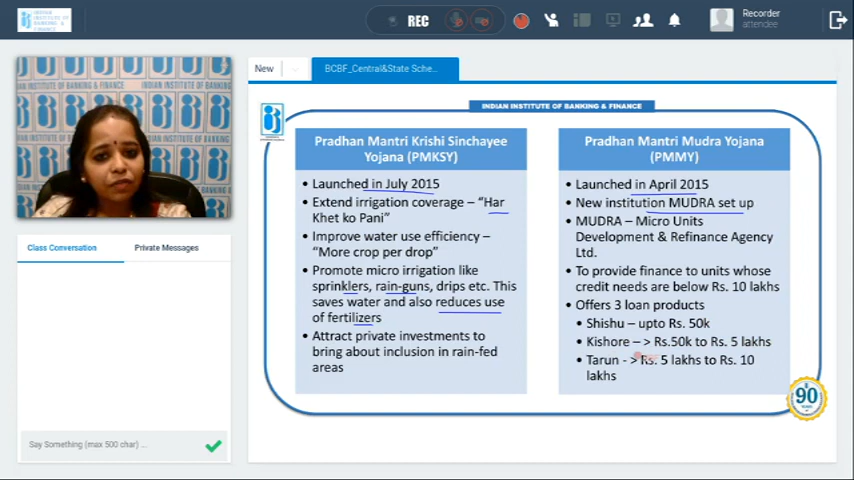 INDIAN
INSTITUTE OF
BANKING &
FINANCE
REC
Recorder
attendee
New
BCBF_Central&State Sche...
INDIAN INSTITUTE OF BANKING & FINANCE
Pradhan Mantri Krishi Sinchayee
Yojana (PMKSY)
• Launched in July 2015
• Extend irrigation coverage – “Har
Khet ko Pani”
• Improve water use efficiency –
“More crop per drop”
• Promote micro irrigation like
sprinklers, rain-guns, drips etc. This
saves water and also reduces use
of fertilizers
• Attract private investments to
bring about inclusion in rain-fed
areas
Pradhan Mantri Mudra Yojana
(PMMY)
• Launched in April 2015
• New institution MUDRA set up
• MUDRA – Micro Units
Development & Refinance Agency
Ltd.
• To provide finance to units whose
credit needs are below Rs. 10 lakhs
• Offers 3 loan products
• Shishu – upto Rs. 50k
• Kishore – > Rs.50k to Rs. 5 lakhs
• Tarun - > Rs. 5 lakhs to Rs. 10
lakhs
90
YEARS
Class Conversation
Private Messages
Say Something (max 500 char) ...